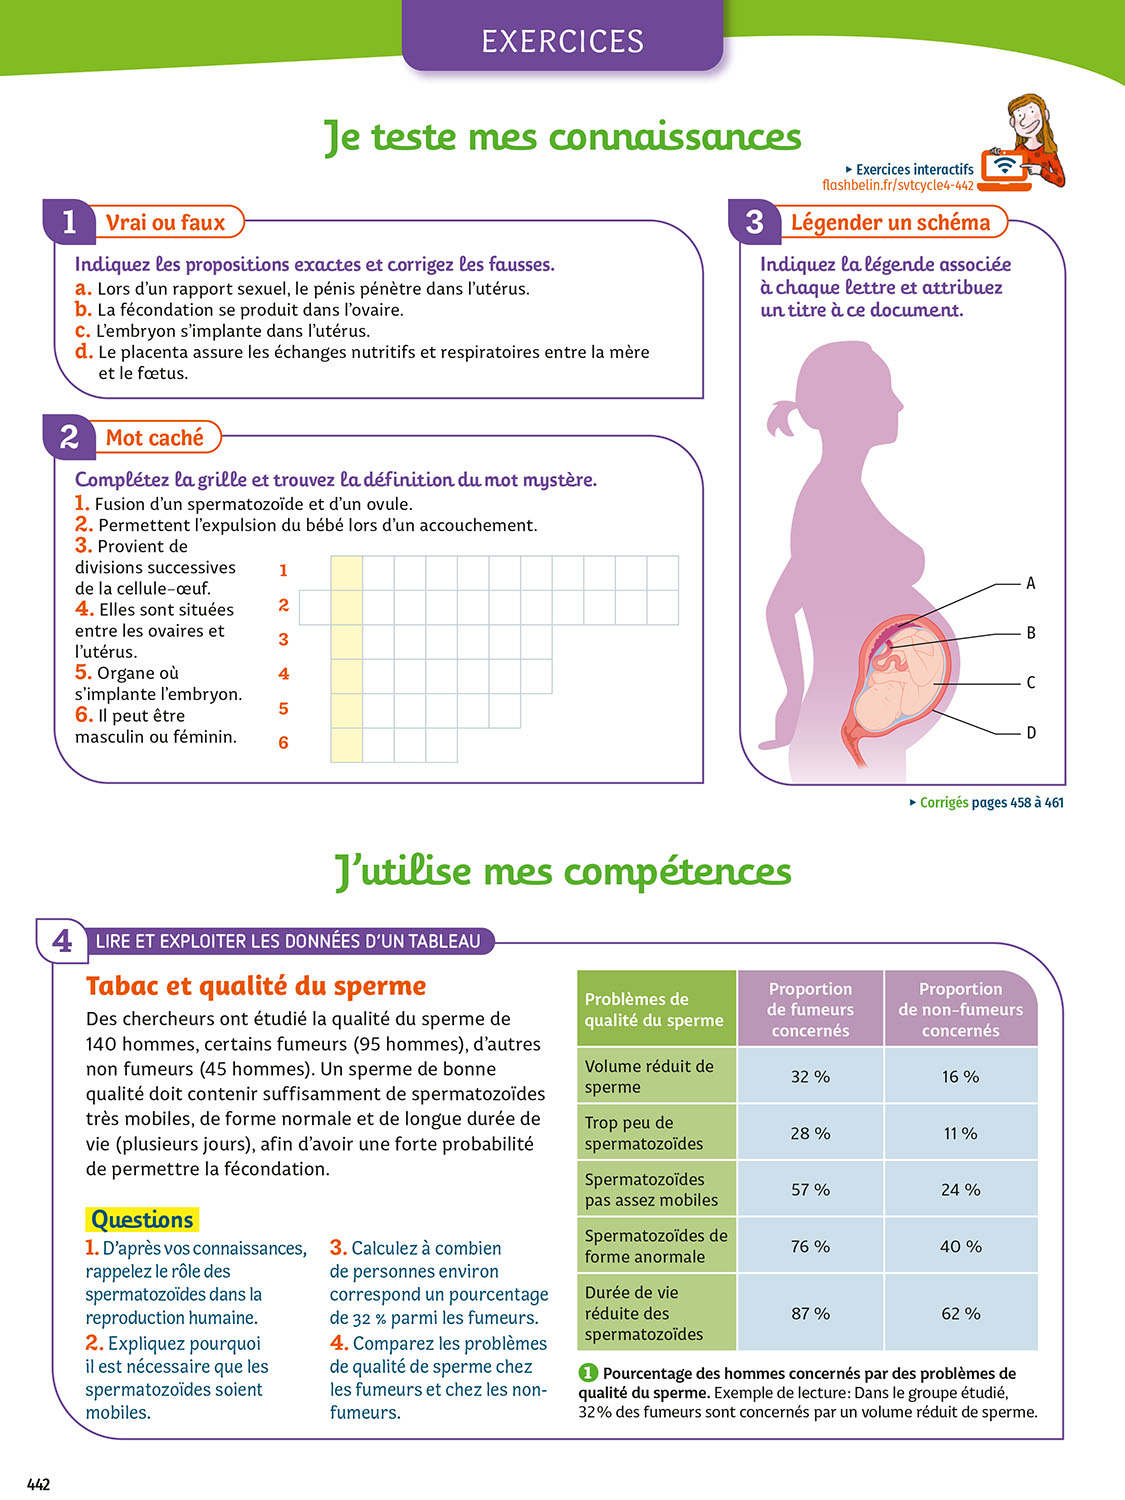 EXERCICES
Je teste mes connaissances
Exercices interactifs
flashbelin.fr/svtcycle4-442
1 Vrai ou faux
Indiquez les propositions exactes et corrigez les fausses.
a. Lors d'un rapport sexuel, le pénis pénètre dans l'utérus.
b. La fécondation se produit dans l'ovaire.
c. L'embryon s'implante dans l'utérus.
d. Le placenta assure les échanges nutritifs et respiratoires entre la mère
et le fœtus.
2 Mot caché
Complétez la grille et trouvez la définition du mot mystère.
1. Fusion d'un spermatozoïde et d'un ovule.
2. Permettent l'expulsion du bébé lors d'un accouchement.
3. Provient de
divisions successives
de la cellule-œuf.
4. Elles sont situées
entre les ovaires et
l'utérus.
5. Organe où
s'implante l'embryon.
6. Il peut être
masculin ou féminin.
1
2
3
4
5
6
3 Légender un schéma
Indiquez la légende associée
à chaque lettre et attribuez
un titre à ce document.
A
B
C
D
Corrigés pages 458 à 461
J'utilise mes compétences
4 LIRE ET EXPLOITER LES DONNÉES D'UN TABLEAU
Tabac et qualité du sperme
Des chercheurs ont étudié la qualité du sperme de
140 hommes, certains fumeurs (95 hommes), d'autres
non fumeurs (45 hommes). Un sperme de bonne
qualité doit contenir suffisamment de spermatozoïdes
très mobiles, de forme normale et de longue durée de
vie (plusieurs jours), afin d'avoir une forte probabilité
de permettre la fécondation.
Questions
1. D'après vos connaissances,
rappelez le rôle des
spermatozoïdes dans la
reproduction humaine.
2. Expliquez pourquoi
il est nécessaire que les
spermatozoïdes soient
mobiles.
3. Calculez à combien
de personnes environ
correspond un pourcentage
de 32 % parmi les fumeurs.
4. Comparez les problèmes
de qualité de sperme chez
les fumeurs et chez les non-
fumeurs.
Problèmes de
qualité du sperme
Proportion
de fumeurs
concernés
Proportion
de non-fumeurs
concernés
Volume réduit de
sperme
32 %
16 %
Trop peu de
spermatozoïdes
28 %
11 %
Spermatozoïdes
pas assez mobiles
57 %
24 %
Spermatozoïdes de
forme anormale
76 %
40 %
Durée de vie
réduite des
spermatozoïdes
87 %
62 %
1 Pourcentage des hommes concernés par des problèmes de
qualité du sperme. Exemple de lecture: Dans le groupe étudié,
32% des fumeurs sont concernés par un volume réduit de sperme.
442